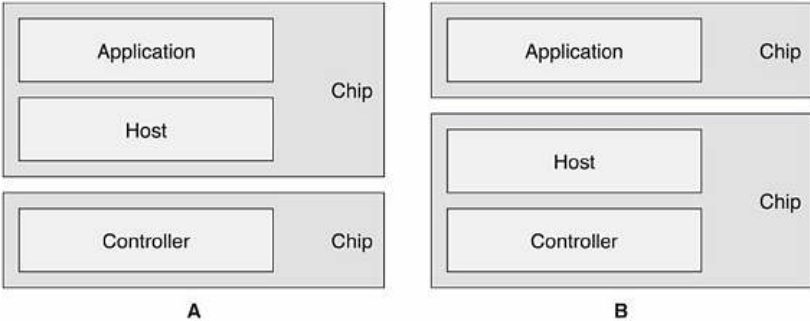 Application
Chip
Host
Controller
Chip
A
Application
Chip
Host
Chip
Controller
B